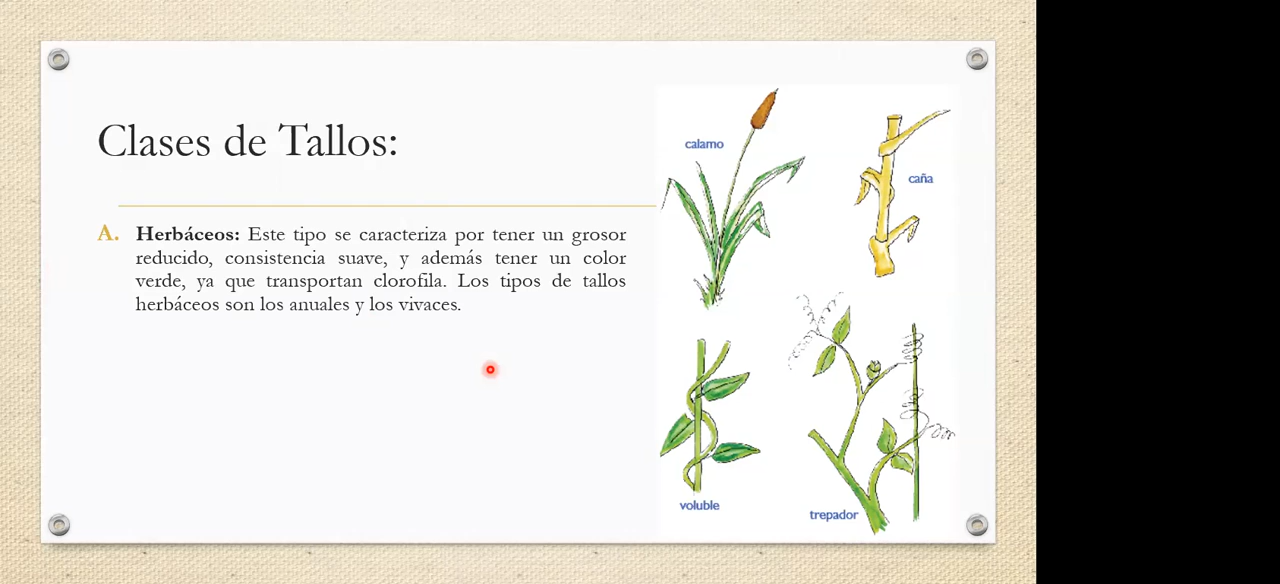 Clases de Tallos:
A. Herbáceos: Este tipo se caracteriza por tener un grosor
reducido, consistencia suave, y además tener un color
verde, ya que transportan clorofila. Los tipos de tallos
herbáceos son los anuales y los vivaces.
calamo
caña
voluble
trepador